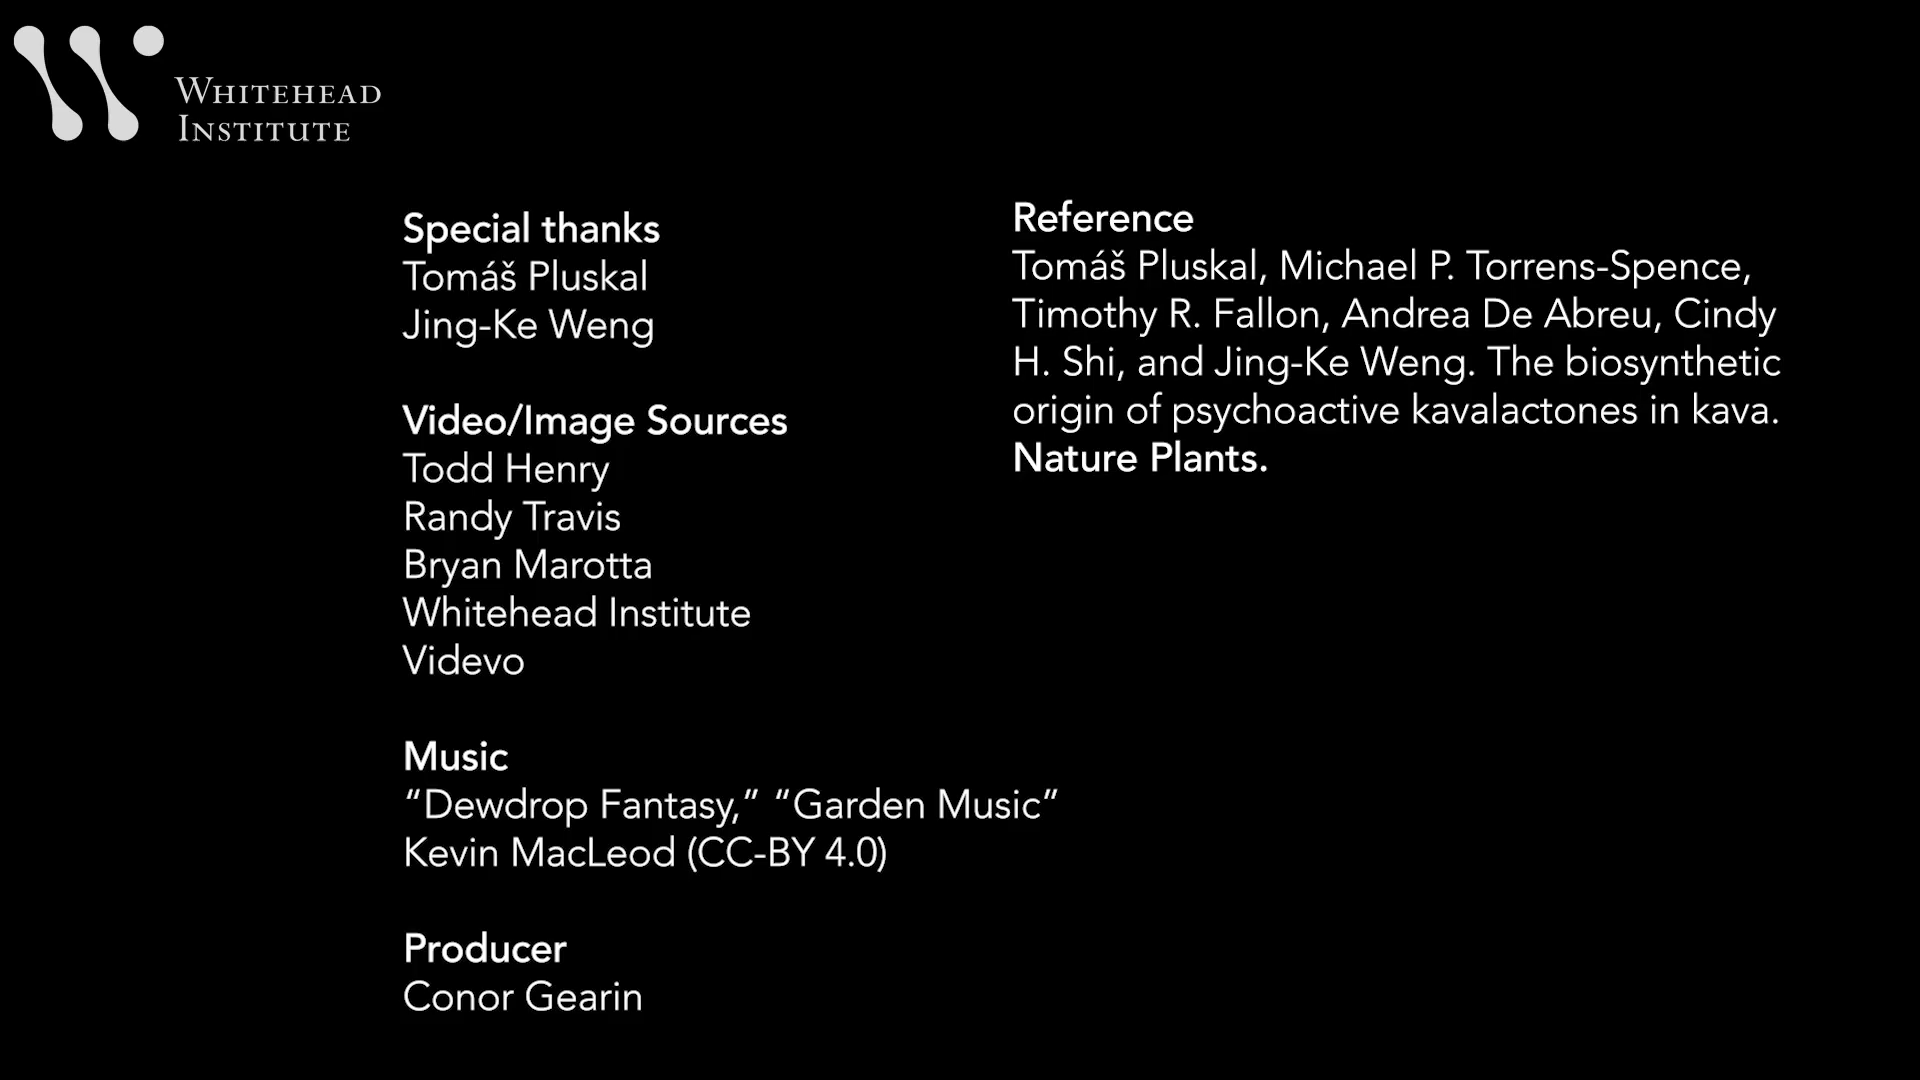 WHITEHEAD
INSTITUTE
Special thanks
Tomáš Pluskal
Jing-Ke Weng
Video/Image Sources
Todd Henry
Randy Travis
Bryan Marotta
Whitehead Institute
Videvo
Music
“Dewdrop Fantasy,” “Garden Music”
Kevin MacLeod (CC-BY 4.0)
Producer
Conor Gearin
Reference
Tomáš Pluskal, Michael P. Torrens-Spence,
Timothy R. Fallon, Andrea De Abreu, Cindy
H. Shi, and Jing-Ke Weng. The biosynthetic
origin of psychoactive kavalactones in kava.
Nature Plants.